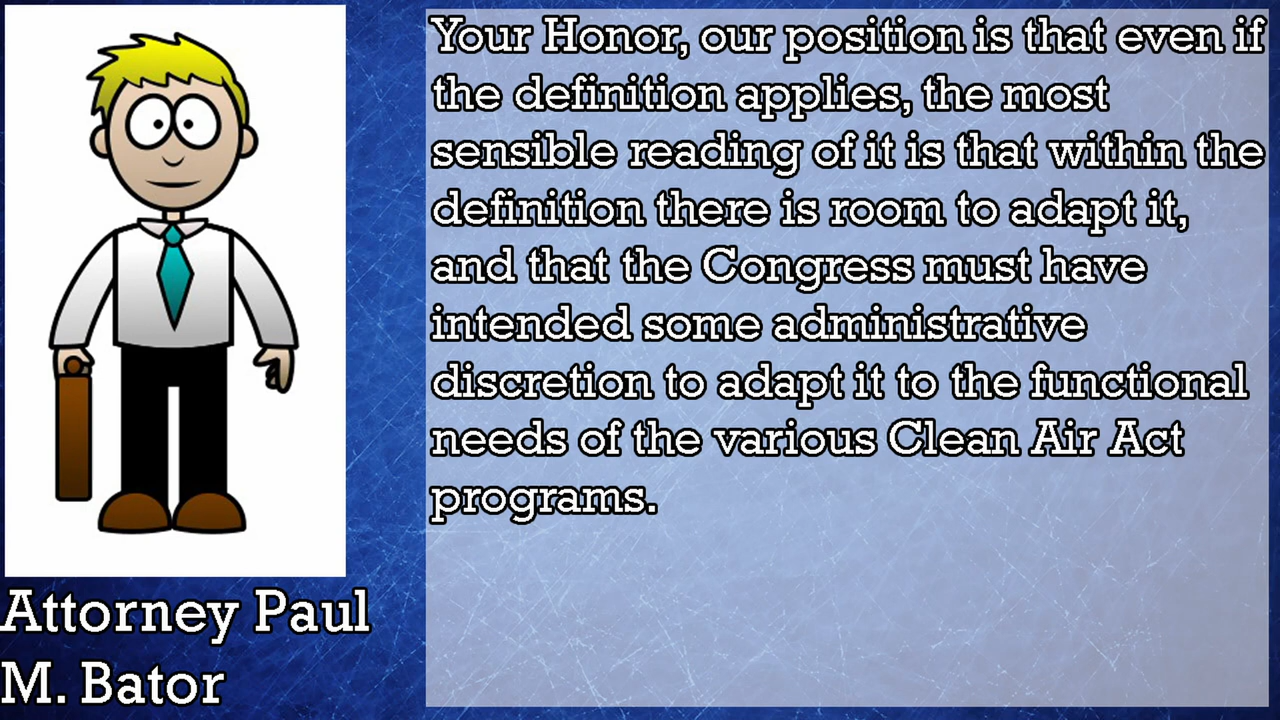 Your Honor, our position is that even if
the definition applies, the most
sensible reading of it is that within the
definition there is room to adapt it,
and that the Congress must have
intended some administrative
discretion to adapt it to the functional
needs of the various Clean Air Act
programs.
Attorney Paul
M. Bator